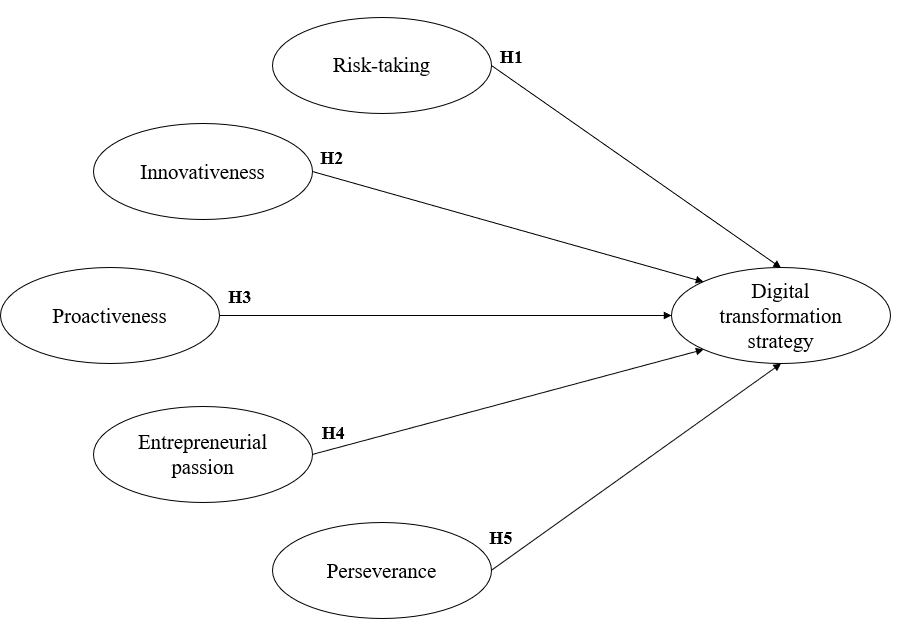 Risk-taking
H1
Innovativeness
H2
Proactiveness
H3
Digital
transformation
strategy
Entrepreneurial
passion
H4
Perseverance
H5